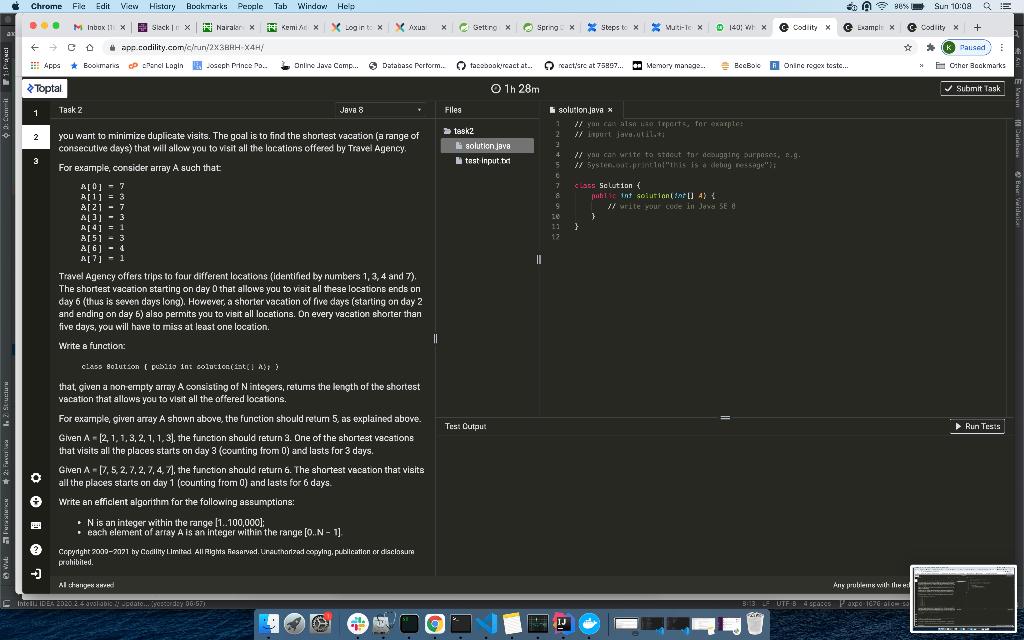 Chrome File Edit View History Bookmarks People Tab Window Help 98% Sun 10:08
Inbox (1 Slack | Nairalan Kemi Ad Log in to Axual Getting Spring Steps to Multi-Te (40) Wh Codility Example Codility
app.codility.com/c/run/2X3BRH-X4H/ K Paused
Apps Bookmarks cPanel Login Joseph Prince Po... Online Java Comp... Database Perform... facebook/react at... react/src at 76897... Memory manage... BeeBole Online regex teste... » Other Bookmarks
Toptal 1h 28m Submit Task
1 Task 2 Java 8 Files solution.java ×
2
3
you want to minimize duplicate visits. The goal is to find the shortest vacation (a range of
consecutive days) that will allow you to visit all the locations offered by Travel Agency.
For example, consider array A such that:
A[0] = 7
A[1] = 3
A[2] = 7
A[3] = 3
A[4] = 1
A[5] = 3
A[6] = 4
A[7] = 1
Travel Agency offers trips to four different locations (identified by numbers 1, 3, 4 and 7).
The shortest vacation starting on day 0 that allows you to visit all these locations ends on
day 6 (thus is seven days long). However, a shorter vacation of five days (starting on day 2
and ending on day 6) also permits you to visit all locations. On every vacation shorter than
five days, you will have to miss at least one location.
Write a function:
class Solution { public int solution(int[] A); }
that, given a non-empty array A consisting of N integers, returns the length of the shortest
vacation that allows you to visit all the offered locations.
For example, given array A shown above, the function should return 5, as explained above.
Given A = [2, 1, 1, 3, 2, 1, 1, 3], the function should return 3. One of the shortest vacations
that visits all the places starts on day 3 (counting from 0) and lasts for 3 days.
Given A = [7, 5, 2, 7, 2, 7, 4, 7], the function should return 6. The shortest vacation that visits
all the places starts on day 1 (counting from 0) and lasts for 6 days.
Write an efficient algorithm for the following assumptions:
• N is an integer within the range [1..100,000];
• each element of array A is an integer within the range [0..N − 1].
Copyright 2009–2021 by Codility Limited. All Rights Reserved. Unauthorized copying, publication or disclosure
prohibited.
All changes saved
task2
solution.java
test-input.txt
1 // you can also use imports, for example:
2 // import java.util.*;
3
4 // you can write to stdout for debugging purposes, e.g.
5 // System.out.println("this is a debug message");
6
7 class Solution {
8 public int solution(int[] A) {
9 // write your code in Java SE 8
10 }
11 }
12
Test Output Run Tests
Any problems with the ed
1: Project
0: Commit
7: Structure
2: Favorites
Persistence
Web
Ant
Maven
Database
Bean Validation
IntelliJ IDEA 2020.2.4 available // Update... (yesterday 06:57) 8:13 LF UTF-8 4 spaces